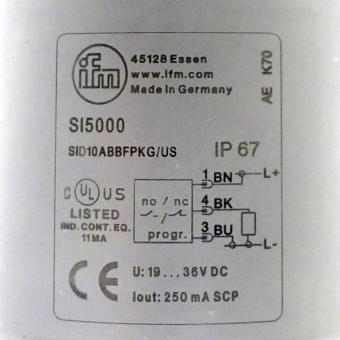 ifm
45128 Essen
www.ifm.com
Made in Germany
AE K70
SI5000
SID10ABBFPKG/US
IP 67
C UL US
LISTED
IND. CONT. EQ.
11MA
no / nc
progr.
1 BN L+
4 BK
3 BU L-
CE
U: 19 ... 36V DC
Iout: 250 mA SCP